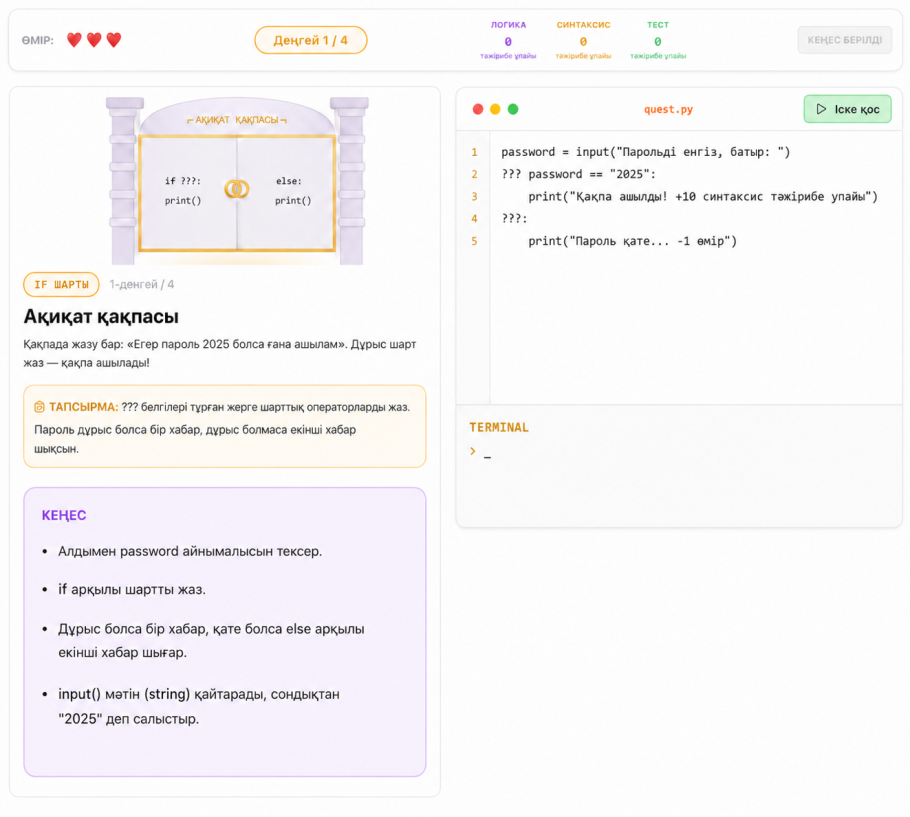 ӨМІР:
Деңгей 1 / 4
ЛОГИКА
0
тәжірибе ұпайы
СИНТАКСИС
0
тәжірибе ұпайы
ТЕСТ
0
тәжірибе ұпайы
КЕҢЕС БЕРІЛДІ
АҚИҚАТ ҚАҚПАСЫ
if ???:
print()
else:
print()
IF ШАРТЫ
1-деңгей / 4
Ақиқат қақпасы
Қақпада жазу бар: «Егер пароль 2025 болса ғана ашылам». Дұрыс шарт
жаз — қақпа ашылады!
ТАПСЫРМА: ??? белгілері тұрған жерге шарттық операторларды жаз.
Пароль дұрыс болса бір хабар, дұрыс болмаса екінші хабар
шықсын.
КЕҢЕС
• Алдымен password айнымалысын тексер.
• if арқылы шартты жаз.
• Дұрыс болса бір хабар, қате болса else арқылы
екінші хабар шығар.
• input() мәтін (string) қайтарады, сондықтан
"2025" деп салыстыр.
quest.py
Іске қос
1 password = input("Парольді енгіз, батыр: ")
2 ??? password == "2025":
3     print("Қақпа ашылды! +10 синтаксис тәжірибе ұпайы")
4 ???:
5     print("Пароль қате... -1 өмір")
TERMINAL
> _